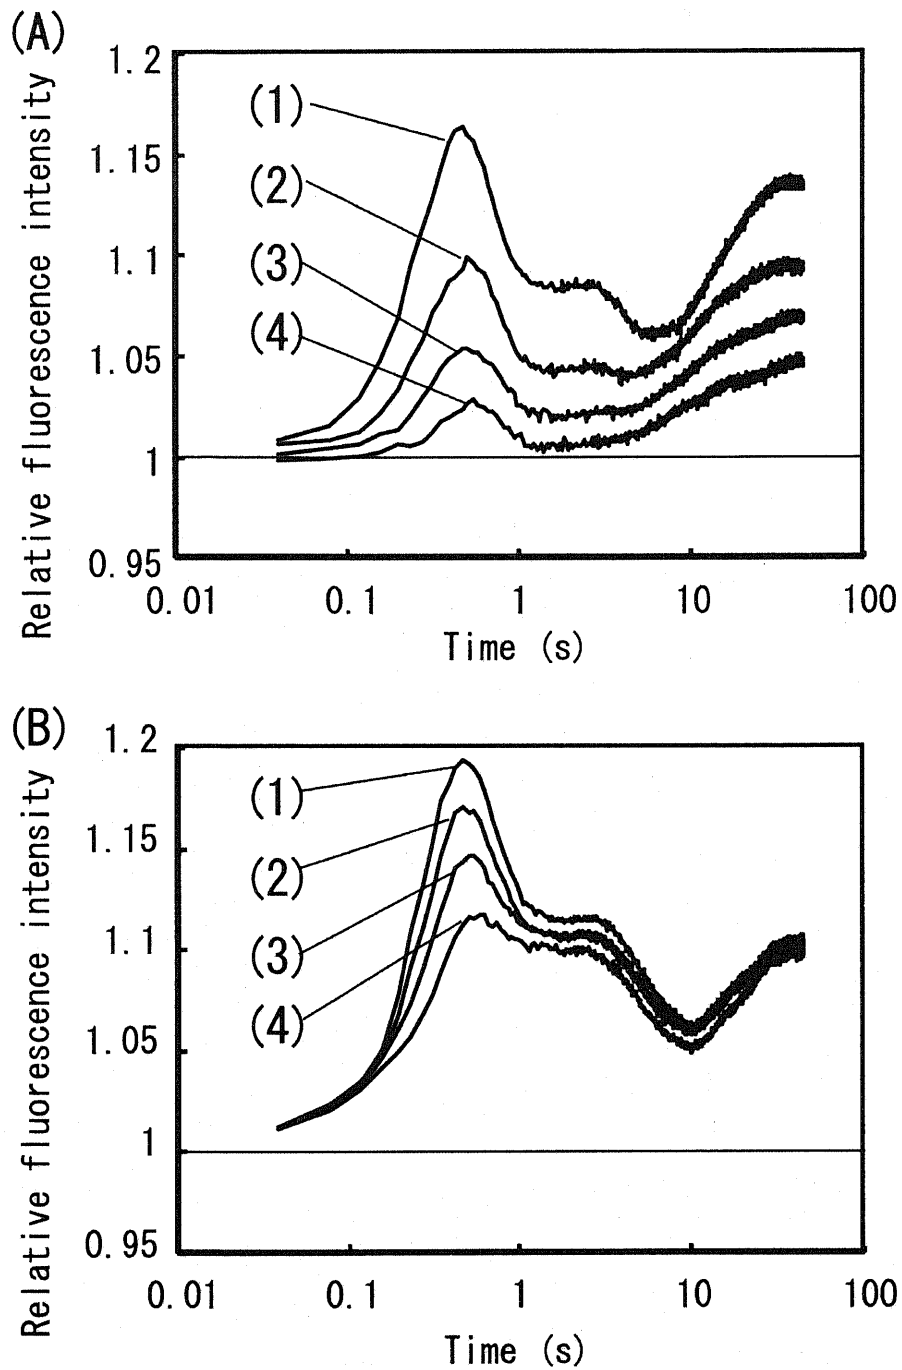 (A)
Relative fluorescence intensity
1.2
1.15
1.1
1.05
1
0.95
(1)
(2)
(3)
(4)
0.01 0.1 1 10 100
Time (s)
(B)
Relative fluorescence intensity
1.2
1.15
1.1
1.05
1
0.95
(1)
(2)
(3)
(4)
0.01 0.1 1 10 100
Time (s)